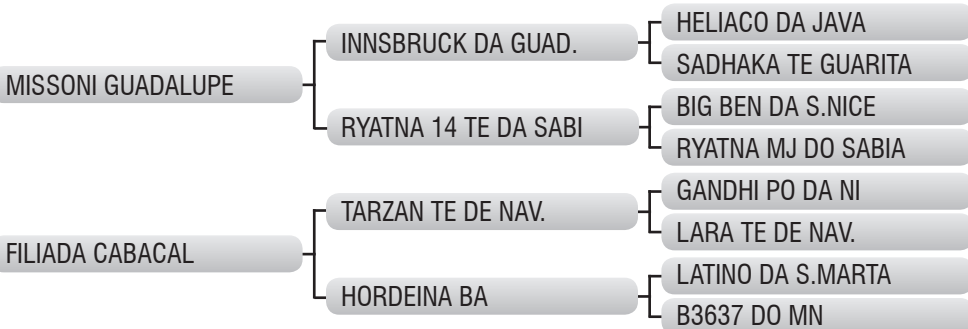 MISSONI GUADALUPE
INNSBRUCK DA GUAD.
HELIACO DA JAVA
SADHAKA TE GUARITA
RYATNA 14 TE DA SABI
BIG BEN DA S.NICE
RYATNA MJ DO SABIA
FILIADA CABACAL
TARZAN TE DE NAV.
GANDHI PO DA NI
LARA TE DE NAV.
HORDEINA BA
LATINO DA S.MARTA
B3637 DO MN